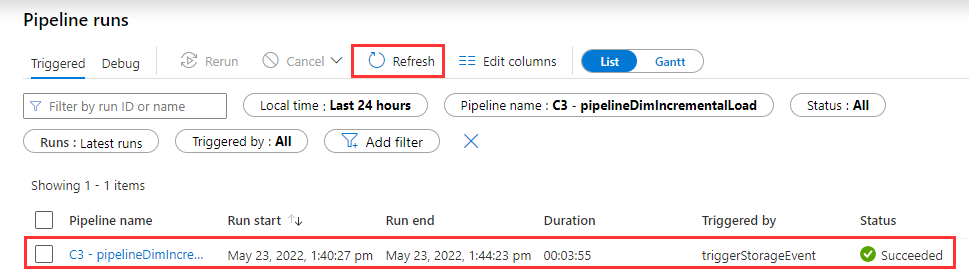 Pipeline runs
Triggered Debug Rerun Cancel Refresh Edit columns List Gantt
Filter by run ID or name Local time : Last 24 hours Pipeline name : C3 - pipelineDimIncrementalLoad Status : All
Runs : Latest runs Triggered by : All Add filter
Showing 1 - 1 items
Pipeline name Run start Run end Duration Triggered by Status
C3 - pipelineDimIncre... May 23, 2022, 1:40:27 pm May 23, 2022, 1:44:23 pm 00:03:55 triggerStorageEvent Succeeded